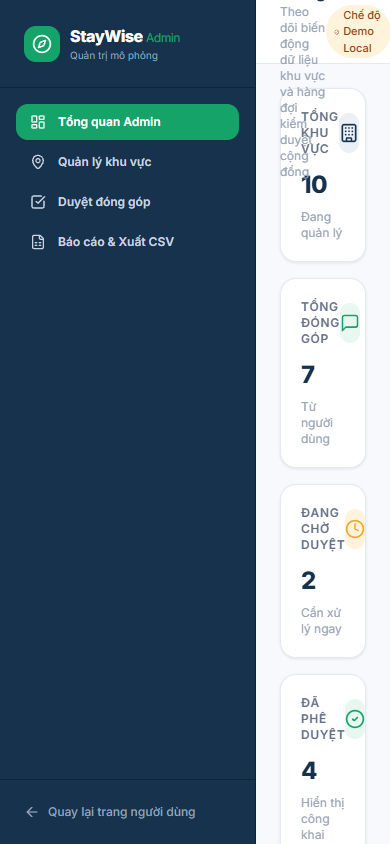 StayWise Admin
Quản trị mô phỏng
Tổng quan Admin
Quản lý khu vực
Duyệt đóng góp
Báo cáo & Xuất CSV
Quay lại trang người dùng
Theo
dõi biến
động
dữ liệu
khu vực
và hàng
đợi
kiểm
duyệt
cộng
đồng
Chế độ
Demo
Local
TỔNG
KHU
VỰC
10
Đang
quản lý
TỔNG
ĐÓNG
GÓP
7
Từ
người
dùng
ĐANG
CHỜ
DUYỆT
2
Cần xử
lý ngay
ĐÃ
PHÊ
DUYỆT
4
Hiển thị
công
khai